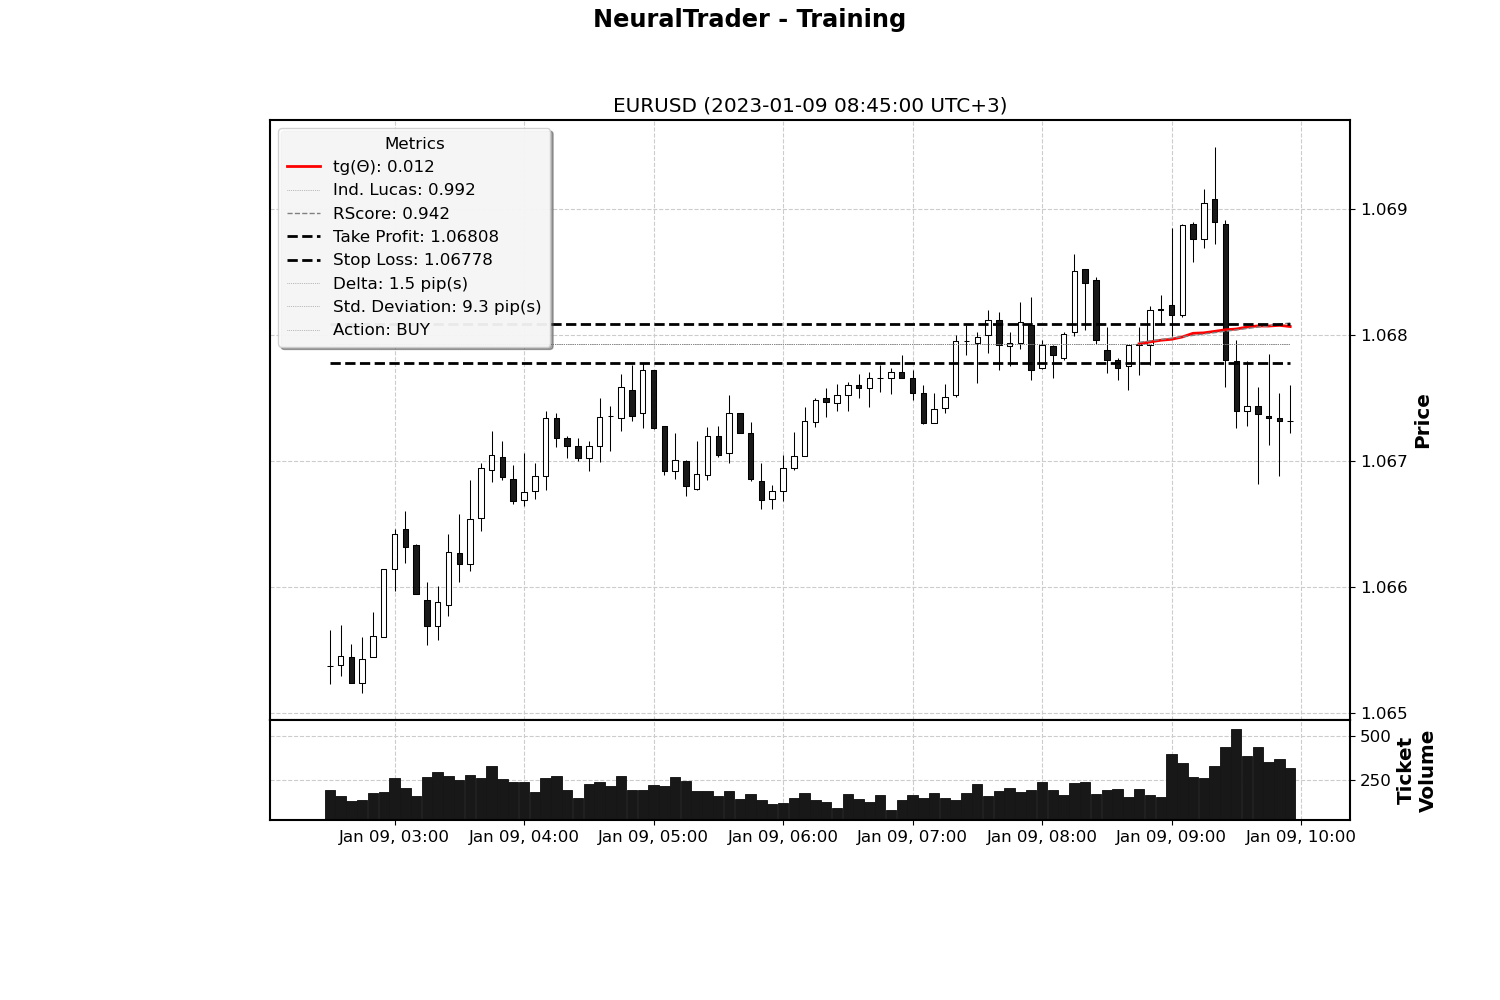 NeuralTrader - Training
EURUSD (2023-01-09 08:45:00 UTC+3)
Metrics
tg(Θ): 0.012
Ind. Lucas: 0.992
RScore: 0.942
Take Profit: 1.06808
Stop Loss: 1.06778
Delta: 1.5 pip(s)
Std. Deviation: 9.3 pip(s)
Action: BUY
1.069
1.068
1.067
1.066
1.065
Price
500
250
Ticket
Volume
Jan 09, 03:00
Jan 09, 04:00
Jan 09, 05:00
Jan 09, 06:00
Jan 09, 07:00
Jan 09, 08:00
Jan 09, 09:00
Jan 09, 10:00